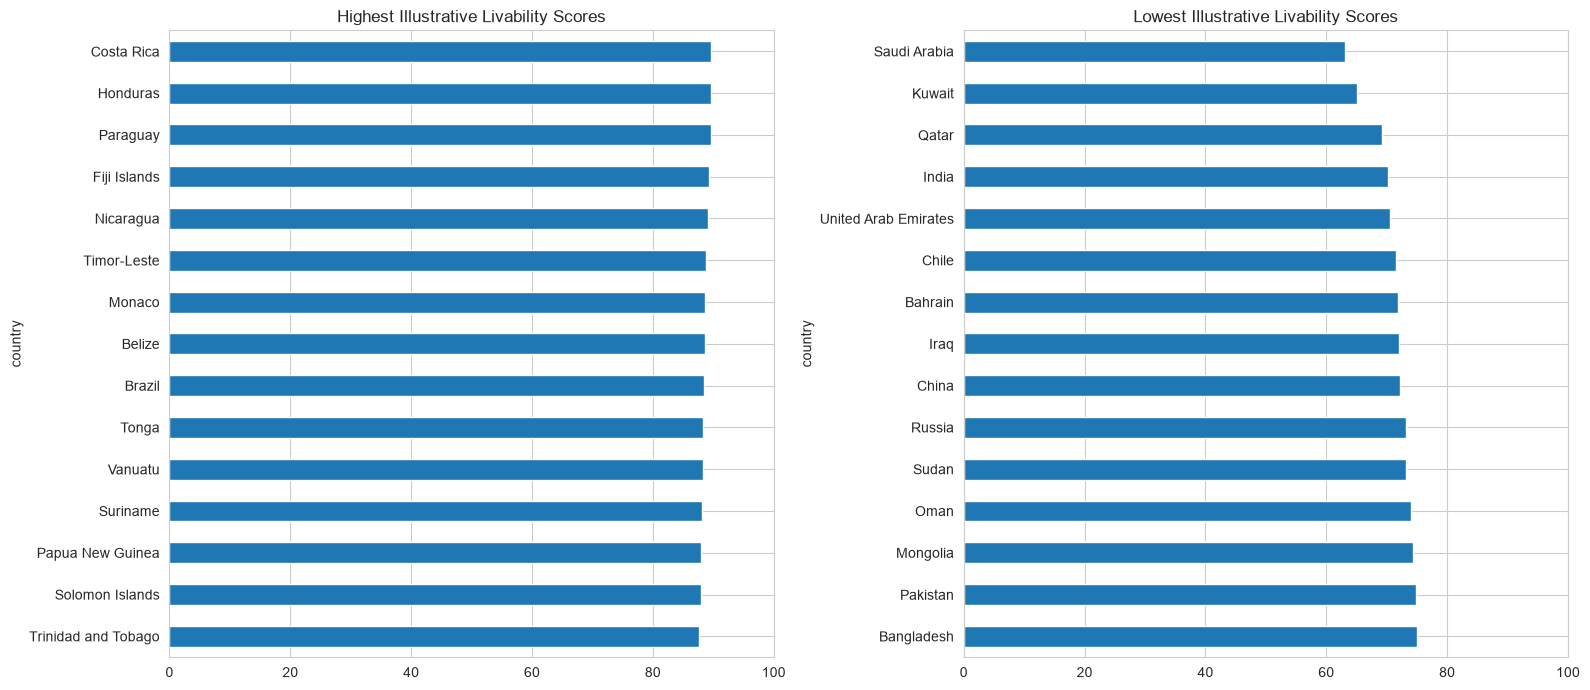 Highest Illustrative Livability Scores
country
Costa Rica
Honduras
Paraguay
Fiji Islands
Nicaragua
Timor-Leste
Monaco
Belize
Brazil
Tonga
Vanuatu
Suriname
Papua New Guinea
Solomon Islands
Trinidad and Tobago
0 20 40 60 80 100
Lowest Illustrative Livability Scores
country
Saudi Arabia
Kuwait
Qatar
India
United Arab Emirates
Chile
Bahrain
Iraq
China
Russia
Sudan
Oman
Mongolia
Pakistan
Bangladesh
0 20 40 60 80 100